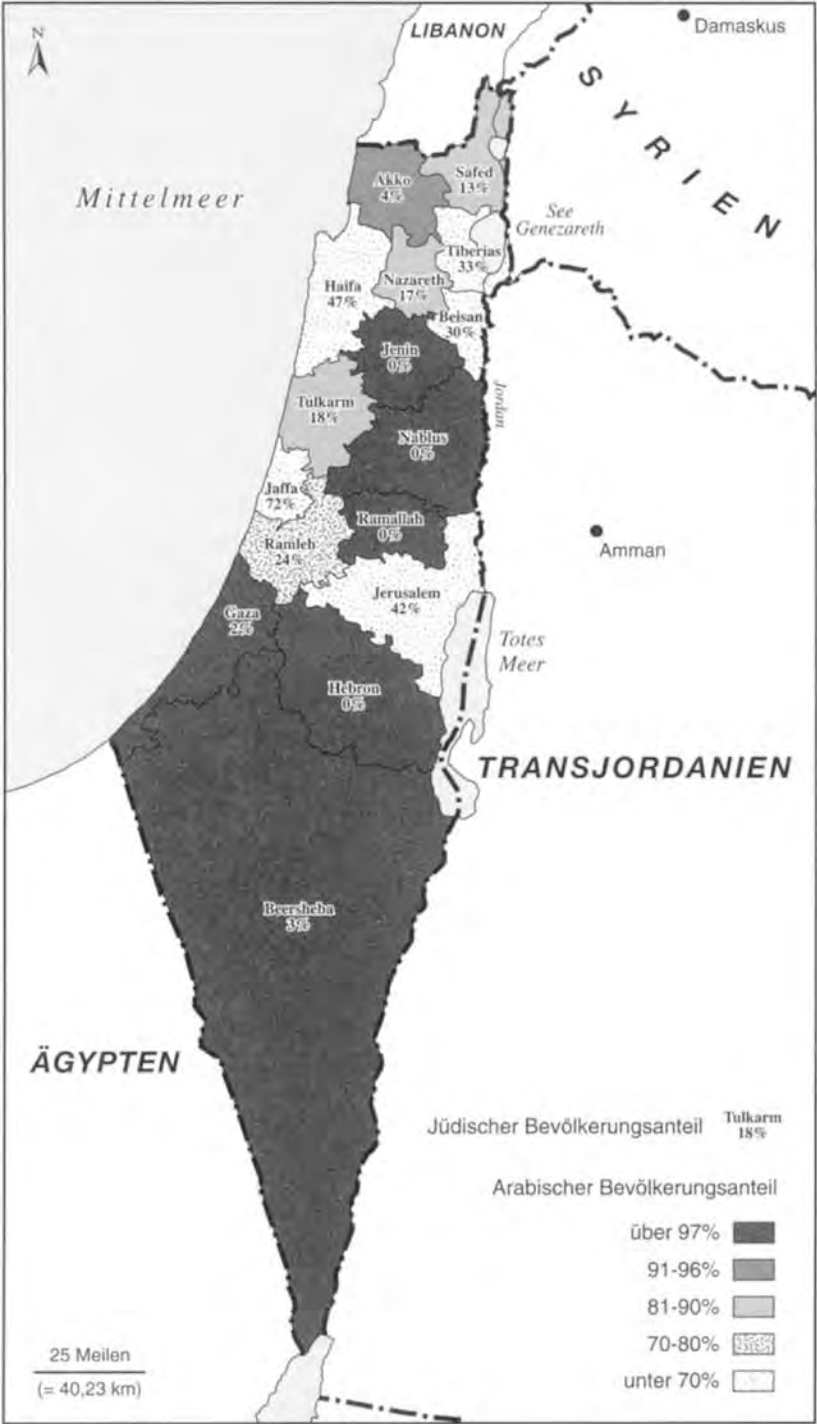 N
LIBANON
Damaskus
SYRIEN
Mittelmeer
Akko
4%
Safed
13%
See
Genezareth
Tiberias
33%
Haifa
47%
Nazareth
17%
Beisan
30%
Jenin
0%
Jordan
Tulkarm
18%
Nablus
0%
Jaffa
72%
Ramallah
0%
Ramleh
24%
Amman
Jerusalem
42%
Gaza
2%
Totes
Meer
Hebron
0%
TRANSJORDANIEN
Beersheba
3%
ÄGYPTEN
Jüdischer Bevölkerungsanteil Tulkarm
18%
Arabischer Bevölkerungsanteil
über 97%
91-96%
81-90%
70-80%
unter 70%
25 Meilen
(= 40,23 km)